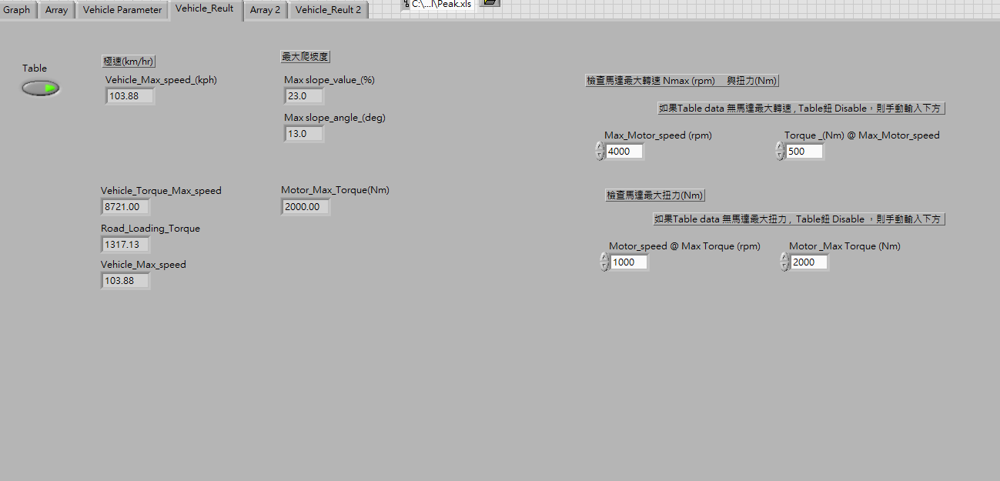 Graph Array Vehicle Parameter Vehicle_Reult Array 2 Vehicle_Reult 2 C:\...l\Peak.xls
Table
極速(km/hr)
Vehicle_Max_speed_(kph)
103.88
最大爬坡度
Max slope_value_(%)
23.0
Max slope_angle_(deg)
13.0
檢查馬達最大轉速 Nmax (rpm) 與扭力(Nm)
如果Table data 無馬達最大轉速 , Table鈕 Disable，則手動輸入下方
Max_Motor_speed (rpm)
4000
Torque _(Nm) @ Max_Motor_speed
500
Vehicle_Torque_Max_speed
8721.00
Road_Loading_Torque
1317.13
Vehicle_Max_speed
103.88
Motor_Max_Torque(Nm)
2000.00
檢查馬達最大扭力(Nm)
如果Table data 無馬達最大扭力 , Table鈕 Disable ，則手動輸入下方
Motor_speed @ Max Torque (rpm)
1000
Motor _Max Torque (Nm)
2000